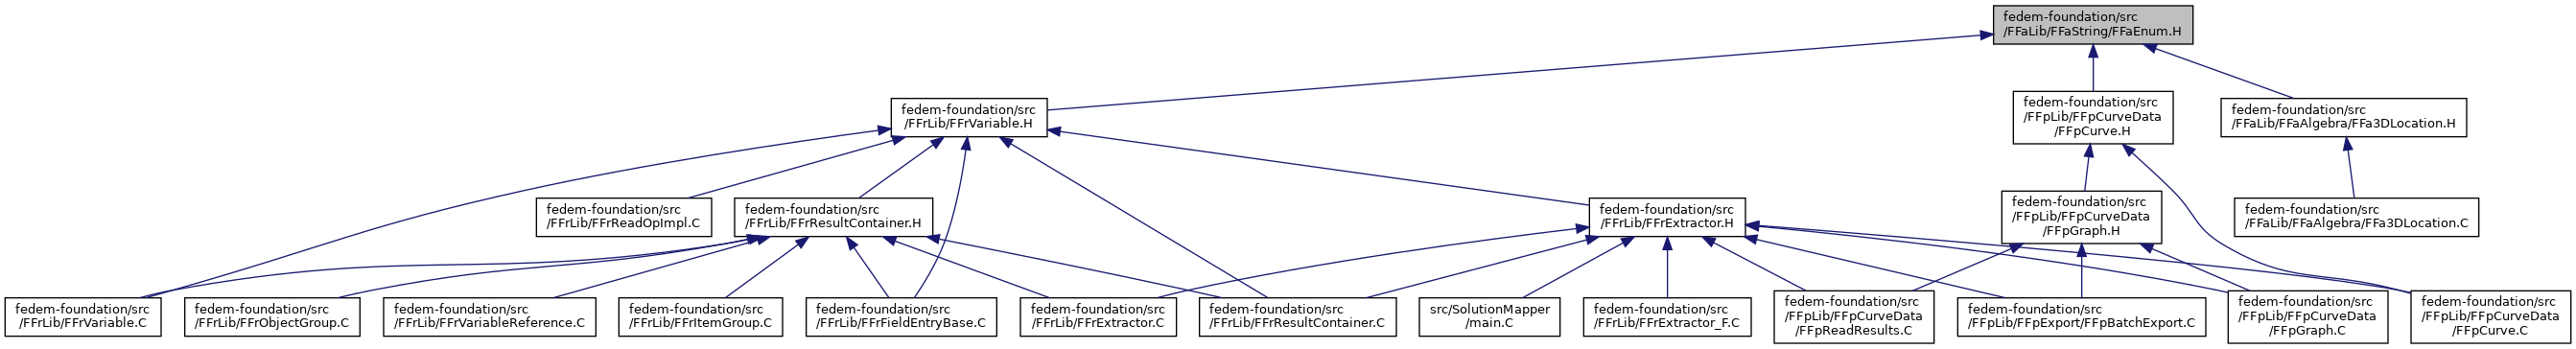 fedem-foundation/src
/FFaLib/FFaString/FFaEnum.H
fedem-foundation/src
/FFrLib/FFrVariable.H
fedem-foundation/src
/FFpLib/FFpCurveData
/FFpCurve.H
fedem-foundation/src
/FFaLib/FFaAlgebra/FFa3DLocation.H
fedem-foundation/src
/FFrLib/FFrReadOpImpl.C
fedem-foundation/src
/FFrLib/FFrResultContainer.H
fedem-foundation/src
/FFrLib/FFrExtractor.H
fedem-foundation/src
/FFpLib/FFpCurveData
/FFpGraph.H
fedem-foundation/src
/FFaLib/FFaAlgebra/FFa3DLocation.C
fedem-foundation/src
/FFrLib/FFrVariable.C
fedem-foundation/src
/FFrLib/FFrObjectGroup.C
fedem-foundation/src
/FFrLib/FFrVariableReference.C
fedem-foundation/src
/FFrLib/FFrItemGroup.C
fedem-foundation/src
/FFrLib/FFrFieldEntryBase.C
fedem-foundation/src
/FFrLib/FFrExtractor.C
fedem-foundation/src
/FFrLib/FFrResultContainer.C
src/SolutionMapper
/main.C
fedem-foundation/src
/FFrLib/FFrExtractor_F.C
fedem-foundation/src
/FFpLib/FFpCurveData
/FFpReadResults.C
fedem-foundation/src
/FFpLib/FFpExport/FFpBatchExport.C
fedem-foundation/src
/FFpLib/FFpCurveData
/FFpGraph.C
fedem-foundation/src
/FFpLib/FFpCurveData
/FFpCurve.C